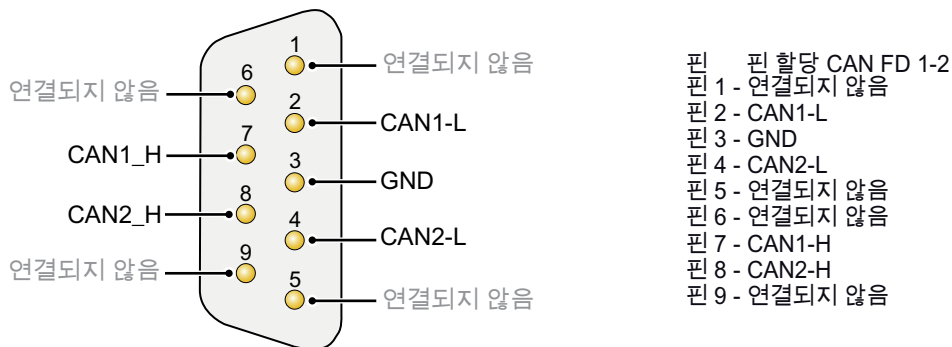 1
연결되지 않음
6
연결되지 않음
2
CAN1-L
7
CAN1_H
3
GND
8
CAN2_H
4
CAN2-L
9
연결되지 않음
5
연결되지 않음
핀 핀 할당 CAN FD 1-2
핀 1 - 연결되지 않음
핀 2 - CAN1-L
핀 3 - GND
핀 4 - CAN2-L
핀 5 - 연결되지 않음
핀 6 - 연결되지 않음
핀 7 - CAN1-H
핀 8 - CAN2-H
핀 9 - 연결되지 않음